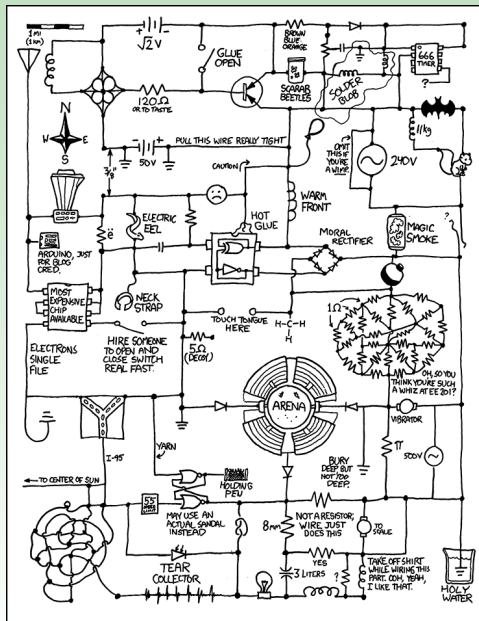 1 MI
(1 KM)
√2 V
GLUE
OPEN
BROWN
BLUE
ORANGE
SCARAB
BEETLES
SOLDER
BLOB
666
TIMER
?
120Ω
OR TO TASTE
N
W E
S
50V
PULL THIS WIRE REALLY TIGHT
CAUTION
OMIT
THIS IF
YOU'RE
A WIMP
240V
11kg
3/8"
ELECTRIC
EEL
HOT
GLUE
WARM
FRONT
MORAL
RECTIFIER
MAGIC
SMOKE
?
?
ARDUINO, JUST
FOR BLOG
CRED.
ë
MOST
EXPENSIVE
CHIP
AVAILABLE
NECK
STRAP
TOUCH TONGUE
HERE
H
H-C-H
H
1Ω
HIRE SOMEONE
TO OPEN AND
CLOSE SWITCH
REAL FAST.
5Ω
(DECOY)
ELECTRONS
SINGLE
FILE
OH, SO YOU
THINK YOU'RE SUCH
A WHIZ AT EE 201?
ARENA
VIBRATOR
I-95
YARN
BURY
DEEP, BUT
NOT TOO
DEEP.
π
500V
TO CENTER OF SUN
HOLDING
PEN
55
MAY USE AN
ACTUAL SANDAL
INSTEAD
8mm
NOT A RESISTOR;
WIRE JUST
DOES THIS
TO
SCALE
TEAR
COLLECTOR
YES
3 LITERS
?
TAKE OFF SHIRT
WHILE WIRING THIS
PART. OOH, YEAH,
I LIKE THAT.
HOLY
WATER